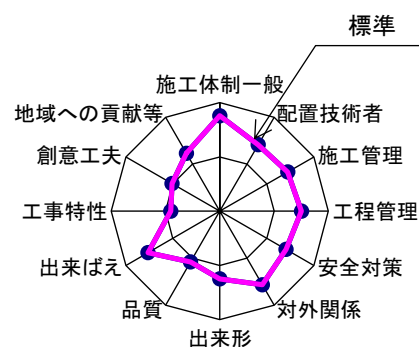 標準
施工体制一般
配置技術者
施工管理
工程管理
安全対策
対外関係
出来形
品質
出来ばえ
工事特性
創意工夫
地域への貢献等